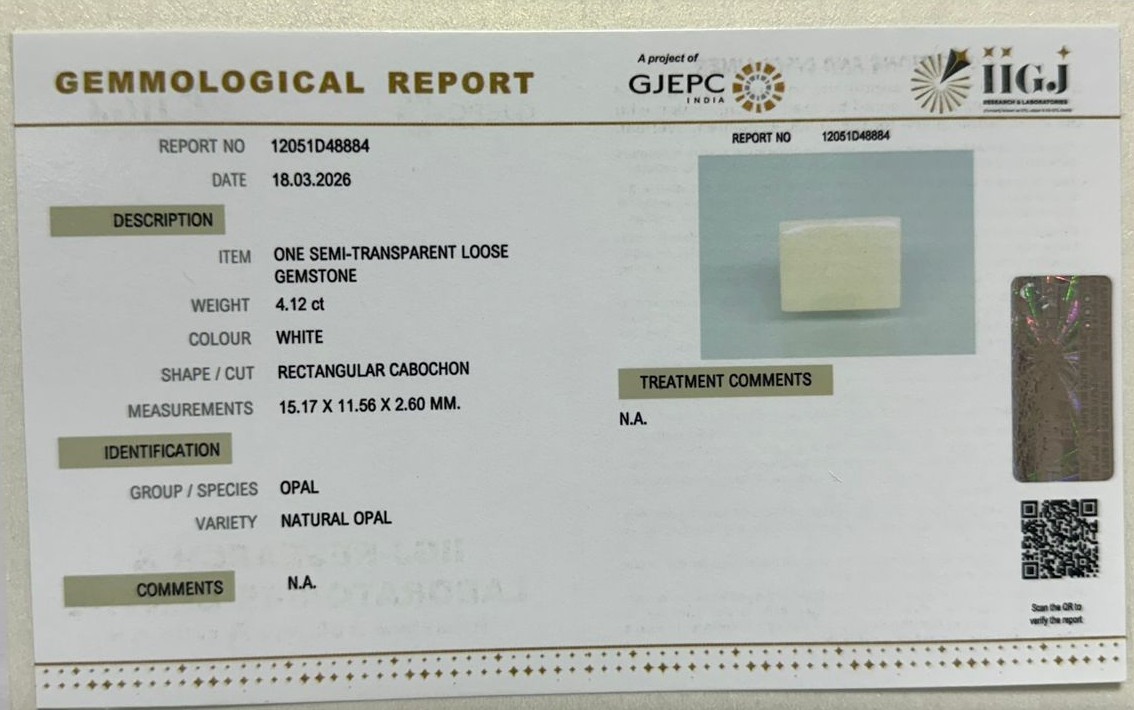 GEMMOLOGICAL REPORT
A project of
GJEPC
INDIA
IIGJ
RESEARCH & LABORATORIES
REPORT NO 12051D48884
DATE 18.03.2026
DESCRIPTION
ITEM ONE SEMI-TRANSPARENT LOOSE
GEMSTONE
WEIGHT 4.12 ct
COLOUR WHITE
SHAPE / CUT RECTANGULAR CABOCHON
MEASUREMENTS 15.17 X 11.56 X 2.60 MM.
IDENTIFICATION
GROUP / SPECIES OPAL
VARIETY NATURAL OPAL
COMMENTS N.A.
REPORT NO 12051D48884
TREATMENT COMMENTS
N.A.
Scan the QR to
verify the report